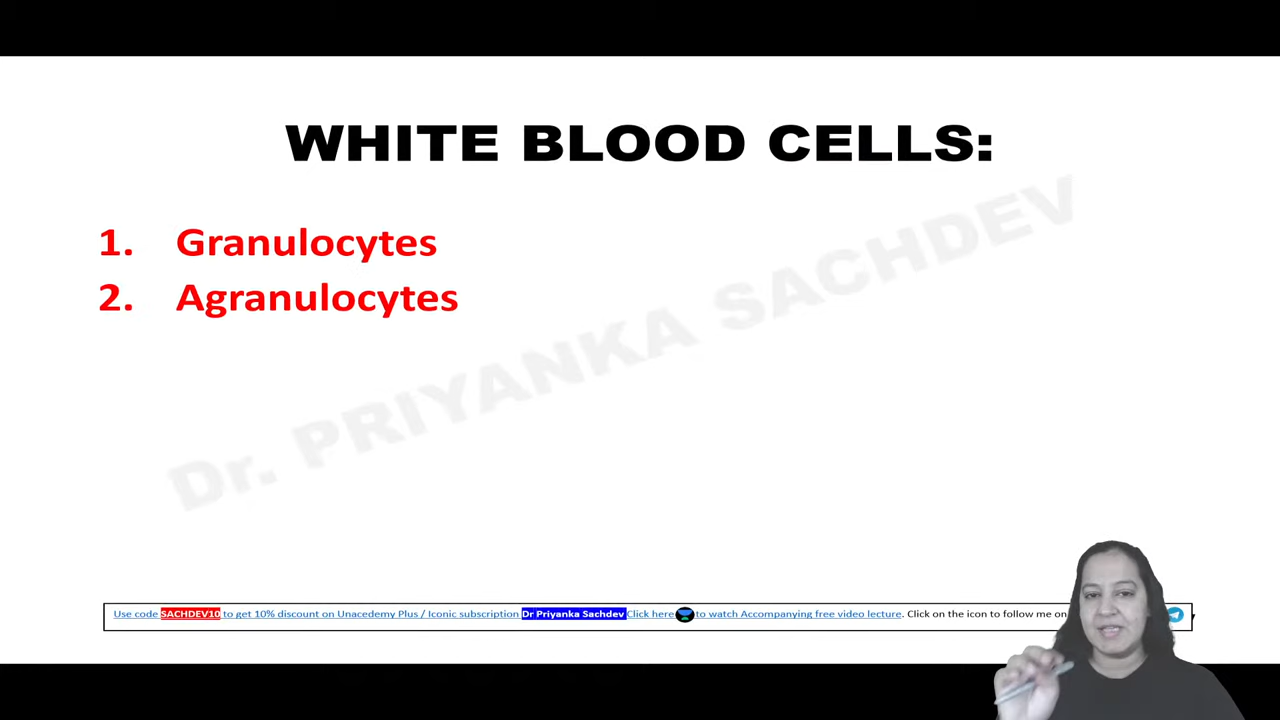 WHITE BLOOD CELLS:
1. Granulocytes
2. Agranulocytes
Dr. PRIYANKA SACHDEV
Use code SACHDEV10 to get 10% discount on Unacedemy Plus / Iconic subscription Dr Priyanka Sachdev Click here to watch Accompanying free video lecture. Click on the icon to follow me on